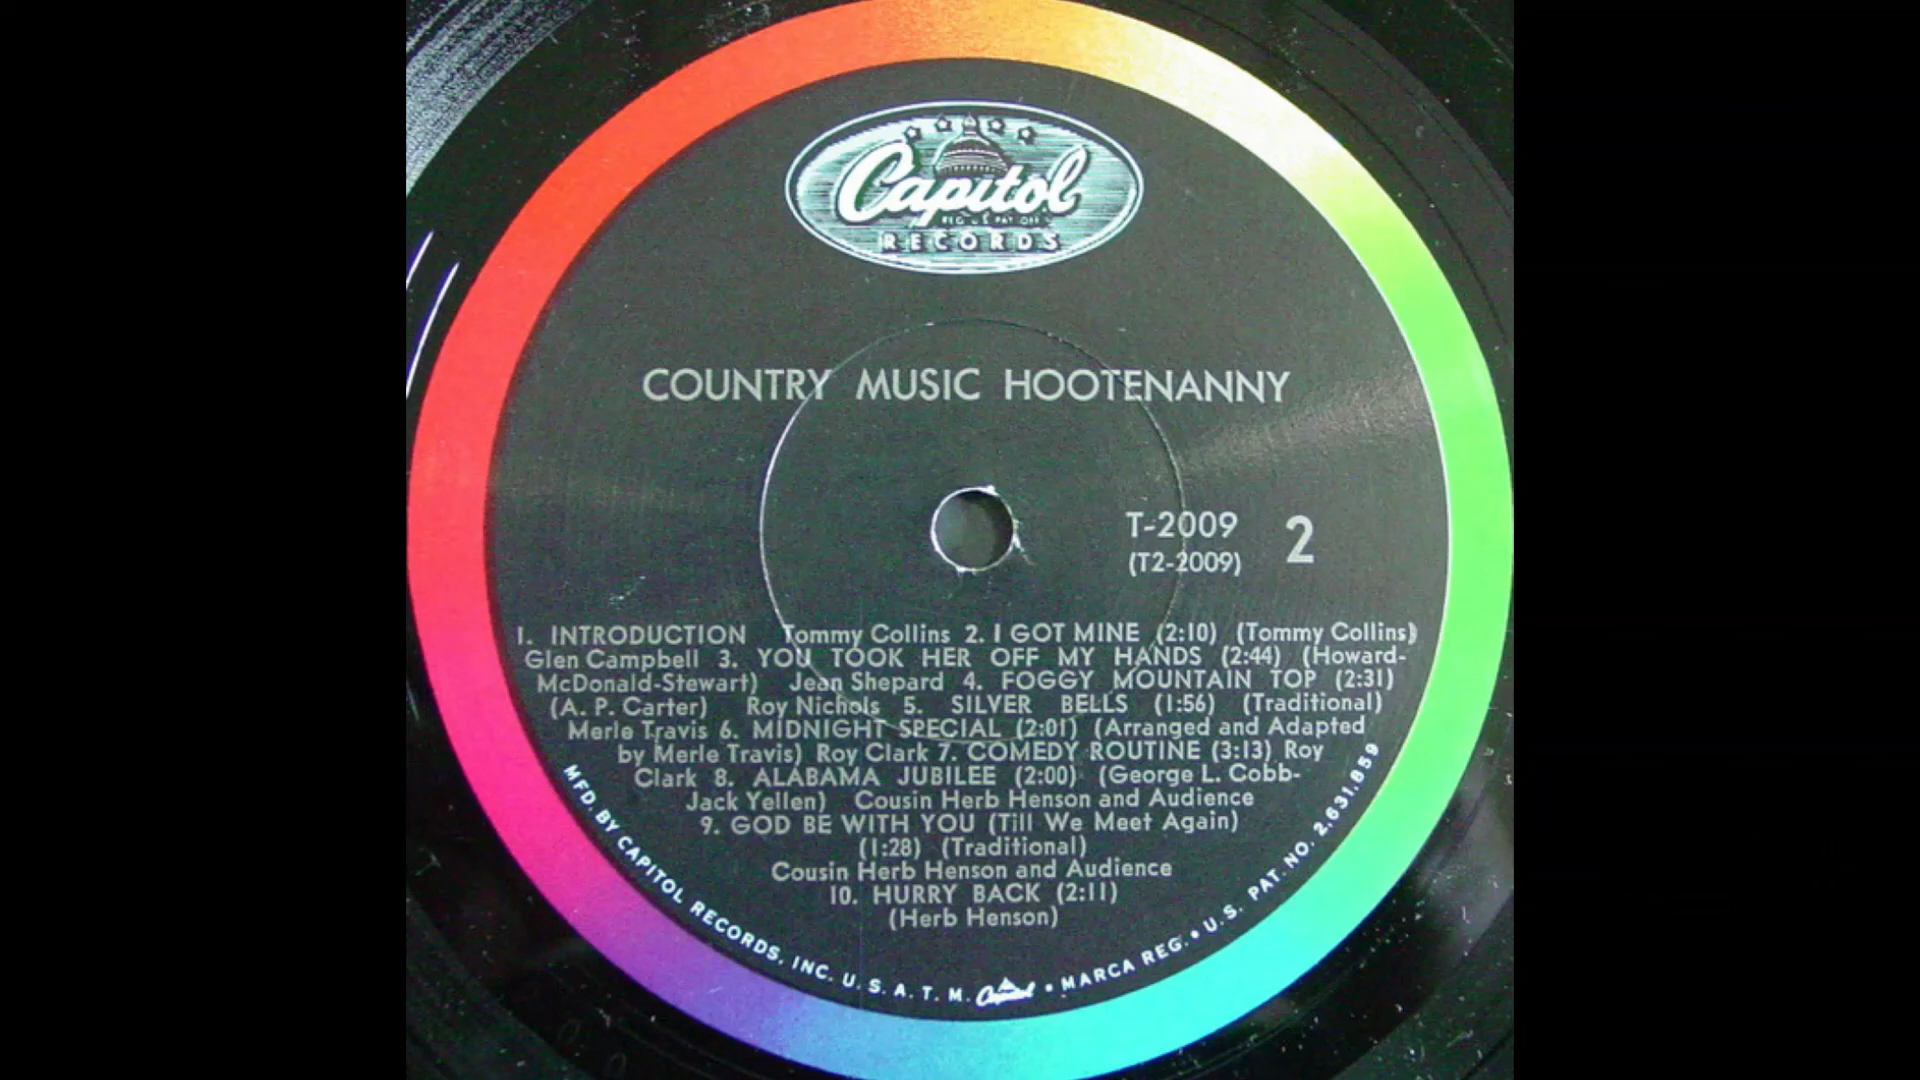 Capitol
REG. U.S. PAT. OFF.
RECORDS
COUNTRY MUSIC HOOTENANNY
T-2009
(T2-2009)
2
1. INTRODUCTION Tommy Collins 2. I GOT MINE (2:10) (Tommy Collins)
Glen Campbell 3. YOU TOOK HER OFF MY HANDS (2:44) (Howard-
McDonald-Stewart) Jean Shepard 4. FOGGY MOUNTAIN TOP (2:31)
(A. P. Carter) Roy Nichols 5. SILVER BELLS (1:56) (Traditional)
Merle Travis 6. MIDNIGHT SPECIAL (2:01) (Arranged and Adapted
by Merle Travis) Roy Clark 7. COMEDY ROUTINE (3:13) Roy
Clark 8. ALABAMA JUBILEE (2:00) (George L. Cobb-
Jack Yellen) Cousin Herb Henson and Audience
9. GOD BE WITH YOU (Till We Meet Again)
(1:28) (Traditional)
Cousin Herb Henson and Audience
10. HURRY BACK (2:11)
(Herb Henson)
MFD. BY CAPITOL RECORDS, INC. U. S. A. T. M. Capitol • MARCA REG. • U.S. PAT. NO. 2,631,859